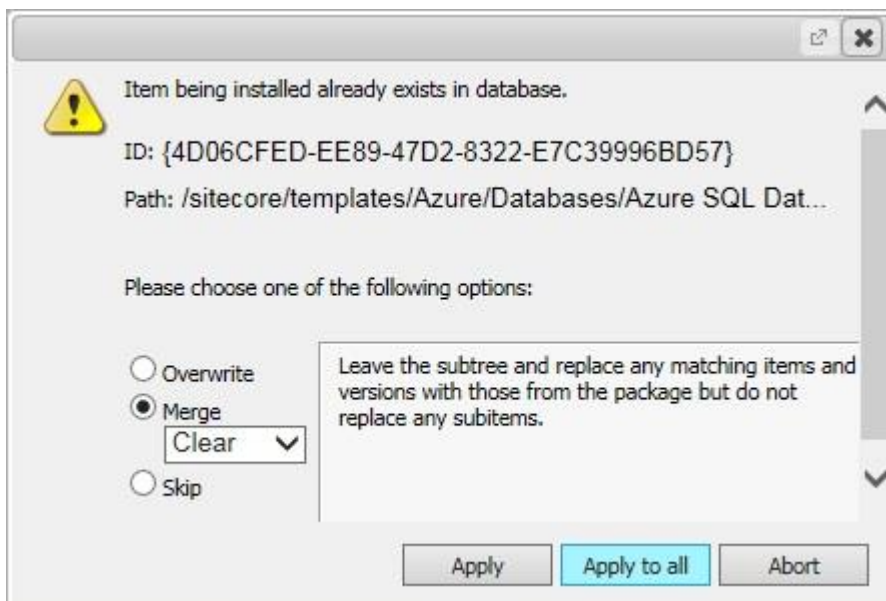 Item being installed already exists in database.
ID: {4D06CFED-EE89-47D2-8322-E7C39996BD57}
Path: /sitecore/templates/Azure/Databases/Azure SQL Dat...
Please choose one of the following options:
Overwrite
Merge
Clear
Skip
Leave the subtree and replace any matching items and
versions with those from the package but do not
replace any subitems.
Apply
Apply to all
Abort